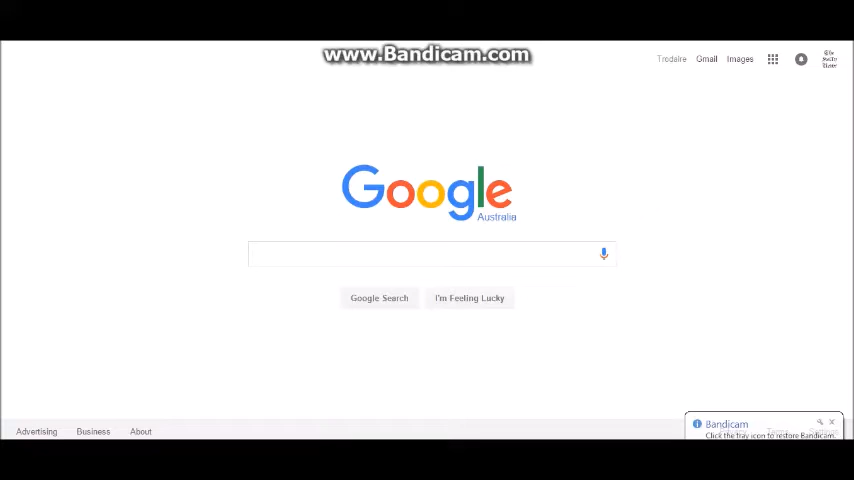 www.Bandicam.com
Trodaire Gmail Images
Google
Australia
Google Search I'm Feeling Lucky
Advertising Business About
Bandicam
Click the tray icon to restore Bandicam.